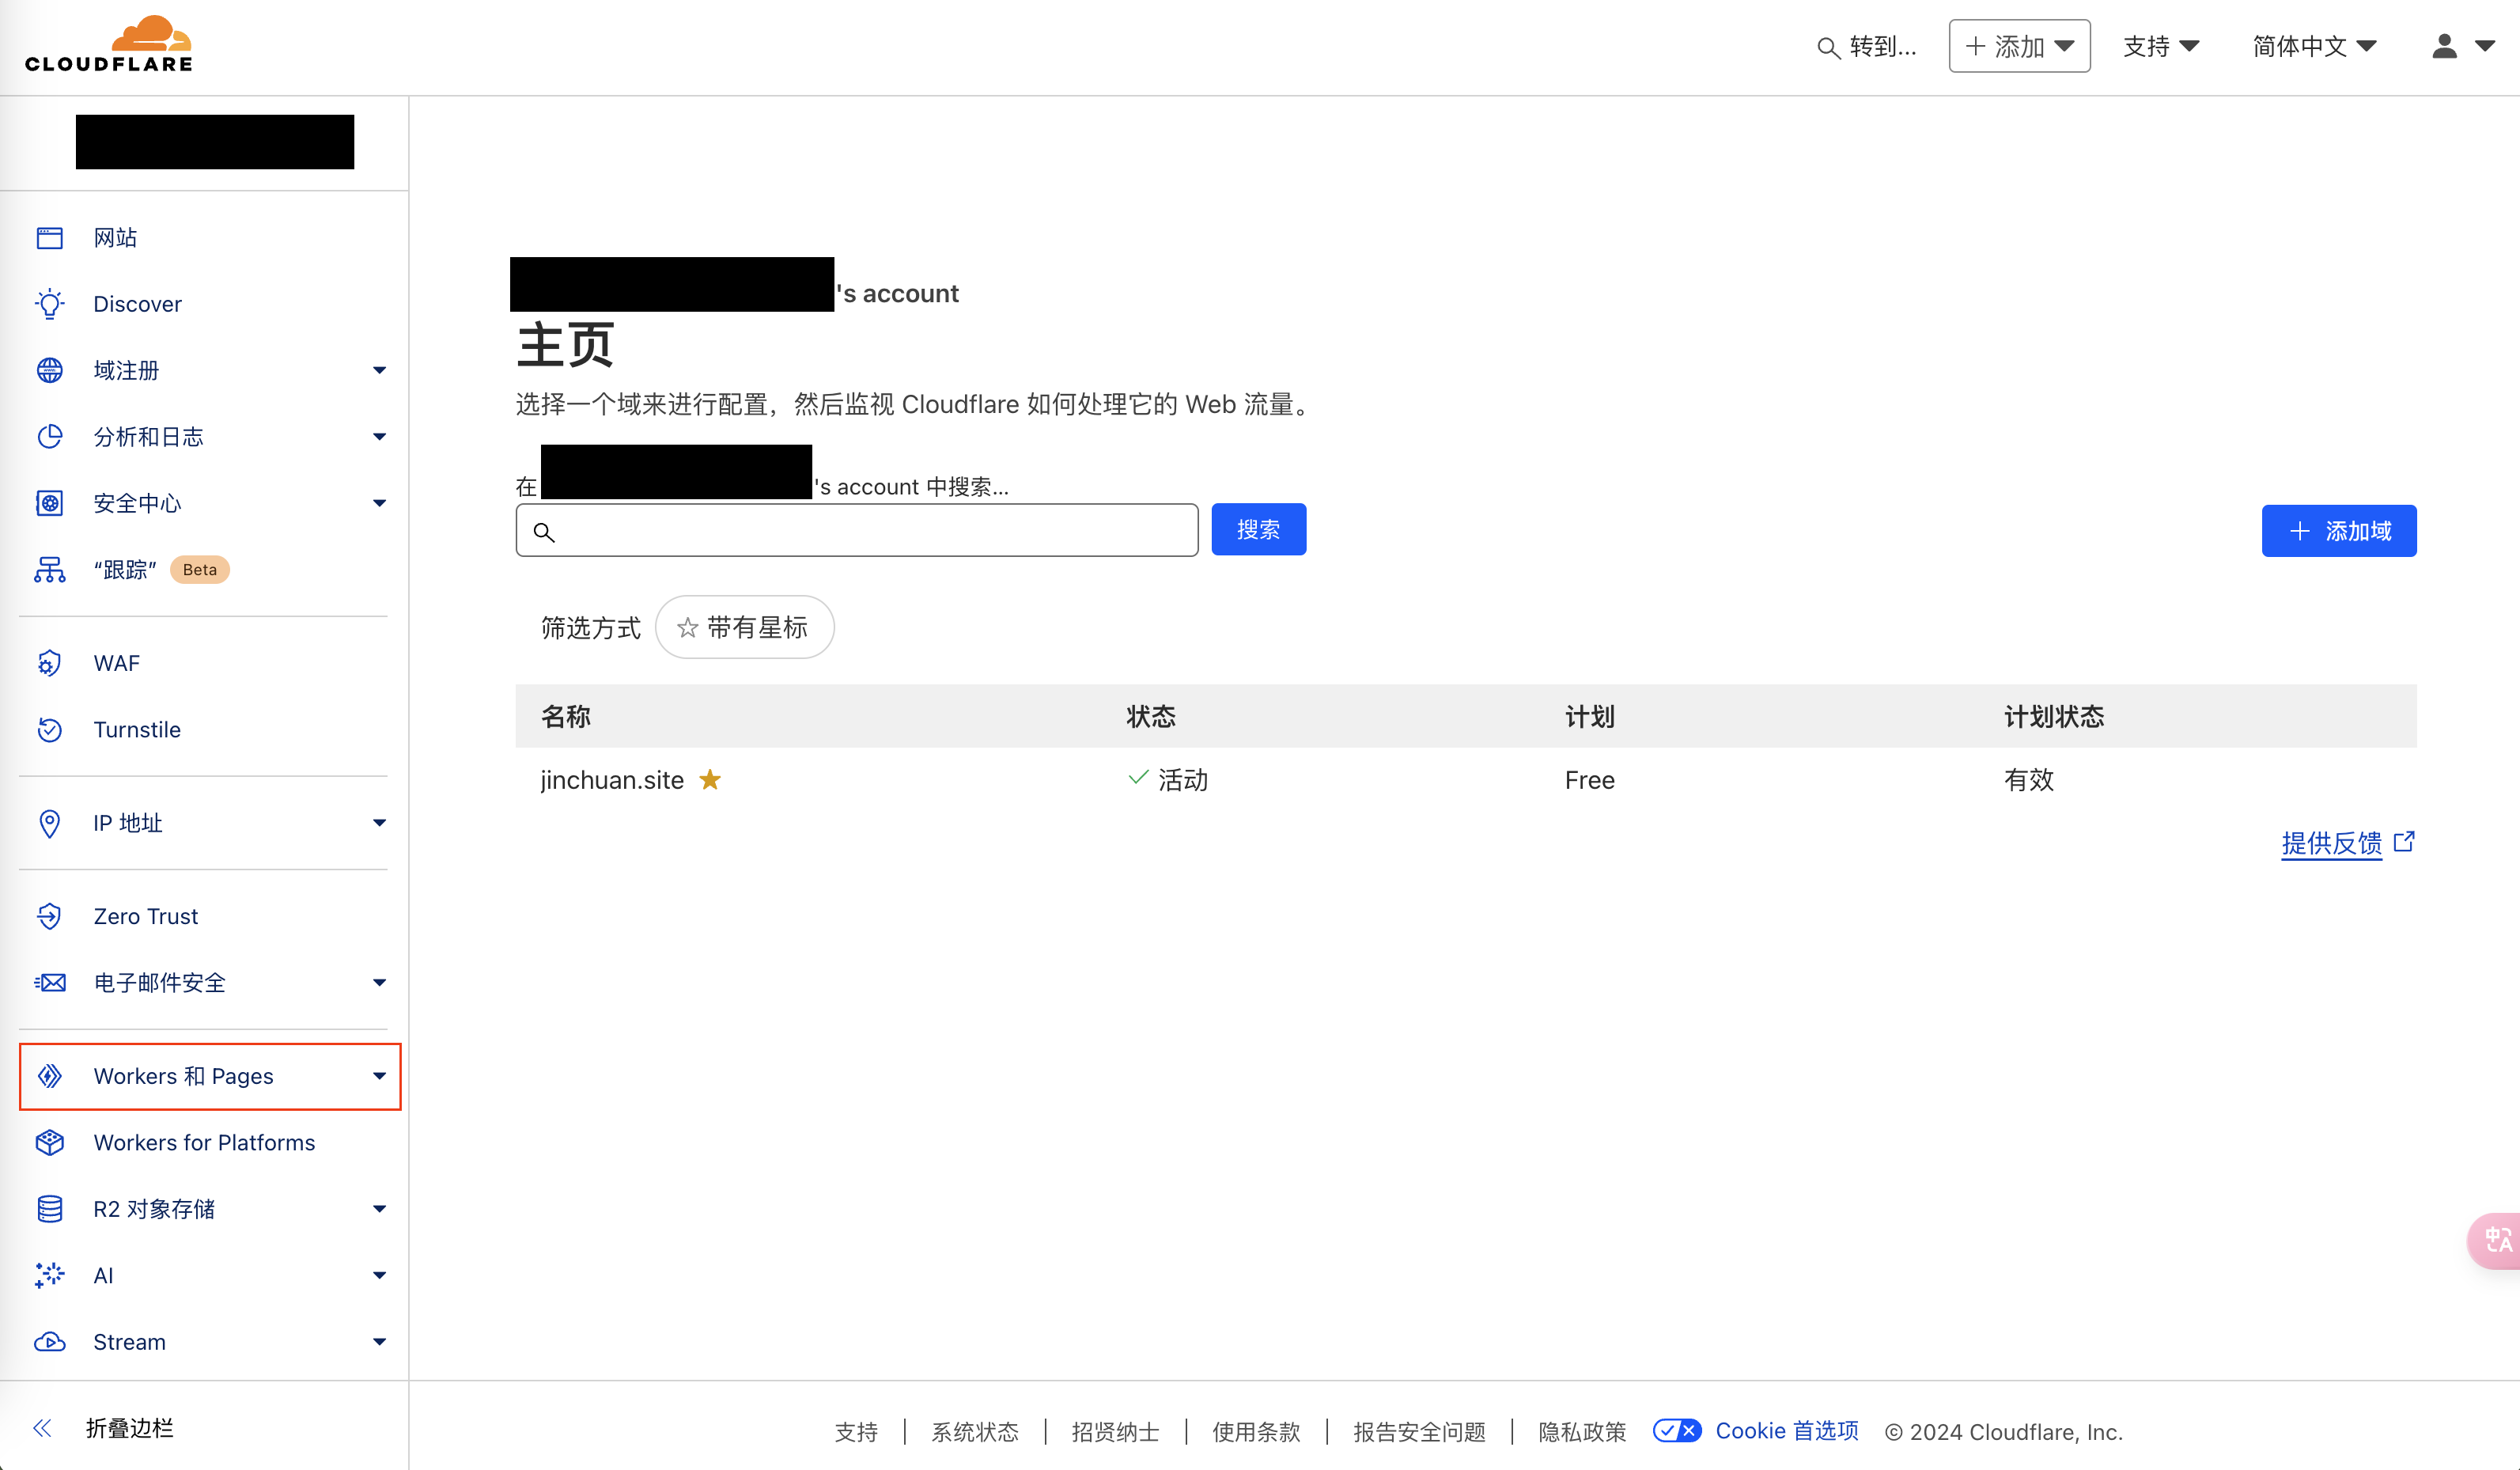 CLOUDFLARE
转到...
添加
支持
简体中文
网站
Discover
域注册
分析和日志
安全中心
“跟踪” Beta
WAF
Turnstile
IP 地址
Zero Trust
电子邮件安全
Workers 和 Pages
Workers for Platforms
R2 对象存储
AI
Stream
折叠边栏
's account
主页
选择一个域来进行配置，然后监视 Cloudflare 如何处理它的 Web 流量。
在 's account 中搜索...
搜索
添加域
筛选方式 带有星标
名称 状态 计划 计划状态
jinchuan.site 活动 Free 有效
提供反馈
支持 | 系统状态 | 招贤纳士 | 使用条款 | 报告安全问题 | 隐私政策 Cookie 首选项 © 2024 Cloudflare, Inc.